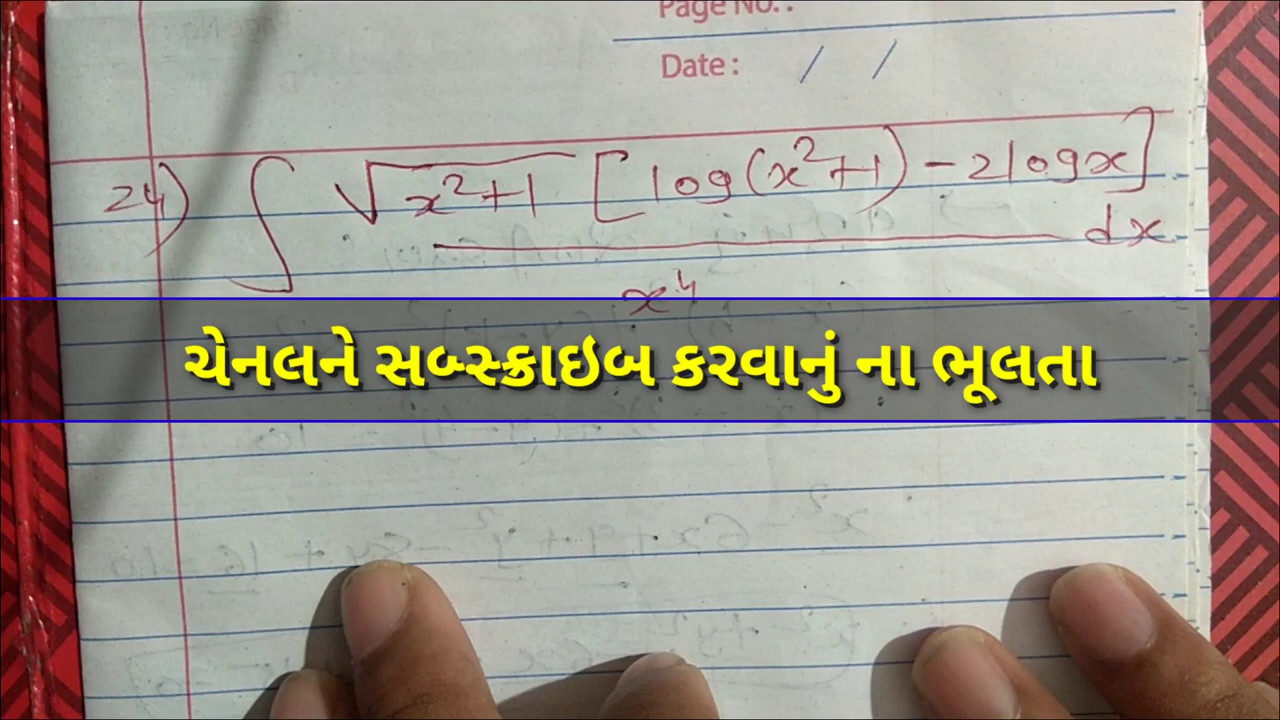 Page No. :
Date : / /
24) ∫ √x²+1 [log(x²+1) - 2logx] dx
x⁴
ચેનલને સબ્સ્ક્રાઇબ કરવાનું ના ભૂલતા